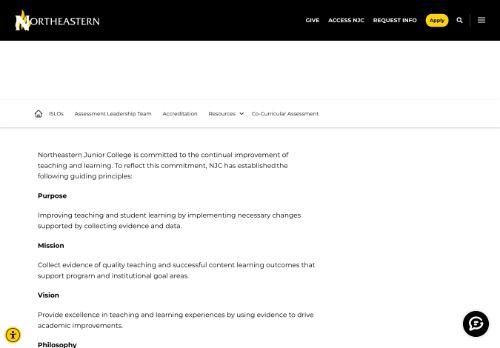 NORTHEASTERN
GIVE ACCESS NJC REQUEST INFO Apply
ISLOs Assessment Leadership Team Accreditation Resources Co-Curricular Assessment
Northeastern Junior College is committed to the continual improvement of
teaching and learning. To reflect this commitment, NJC has establishedthe
following guiding principles:
Purpose
Improving teaching and student learning by implementing necessary changes
supported by collecting evidence and data.
Mission
Collect evidence of quality teaching and successful content learning outcomes that
support program and institutional goal areas.
Vision
Provide excellence in teaching and learning experiences by using evidence to drive
academic improvements.
Philosophy